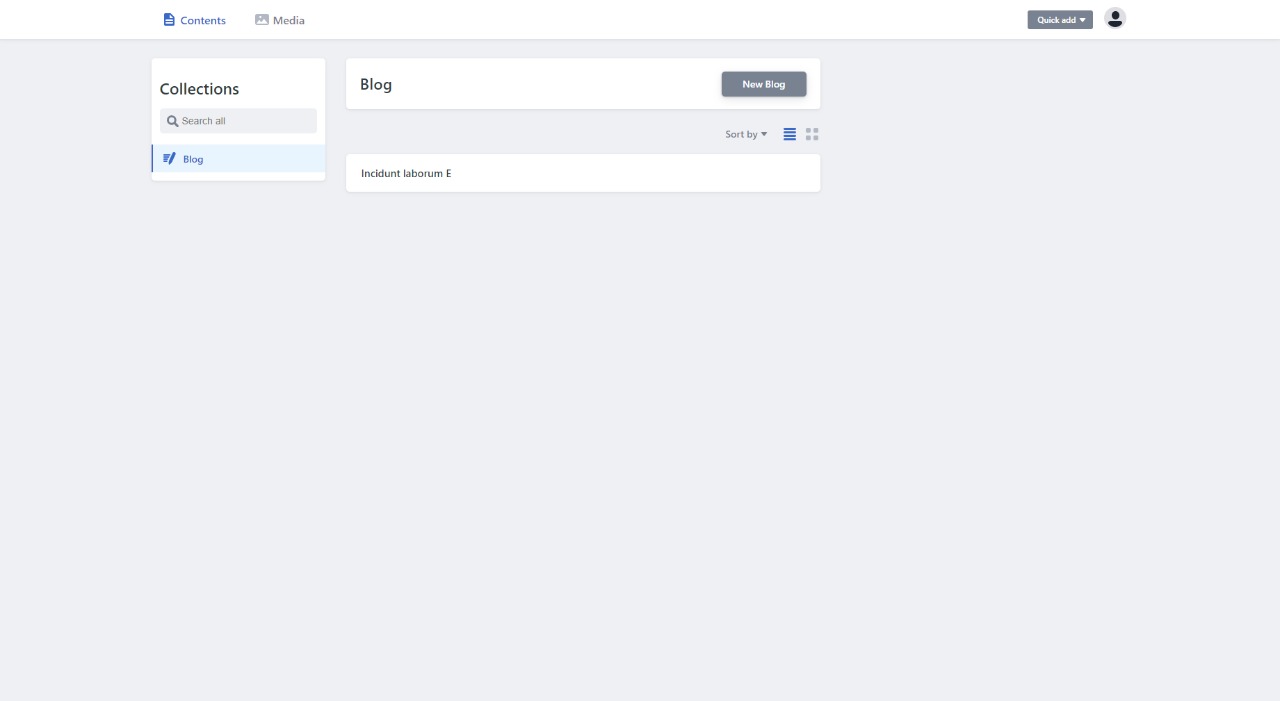 Contents
Media
Quick add
Collections
Search all
Blog
Blog
New Blog
Sort by
Incidunt laborum E